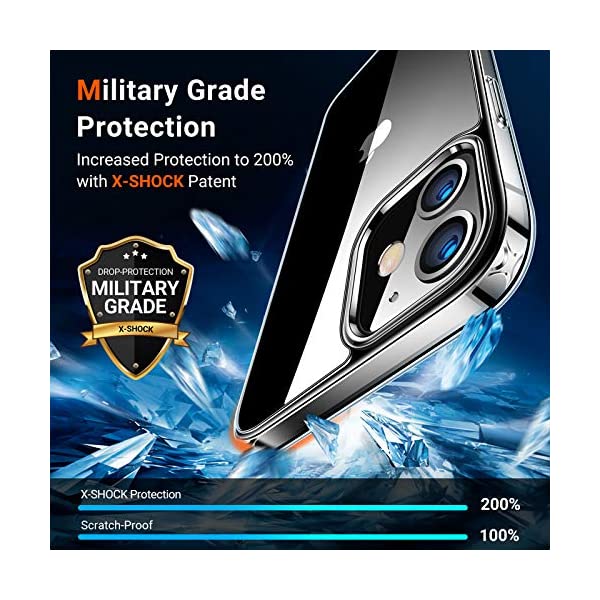 Military Grade
Protection
Increased Protection to 200%
with X-SHOCK Patent
DROP-PROTECTION
MILITARY
GRADE
X-SHOCK
X-SHOCK Protection
200%
Scratch-Proof
100%